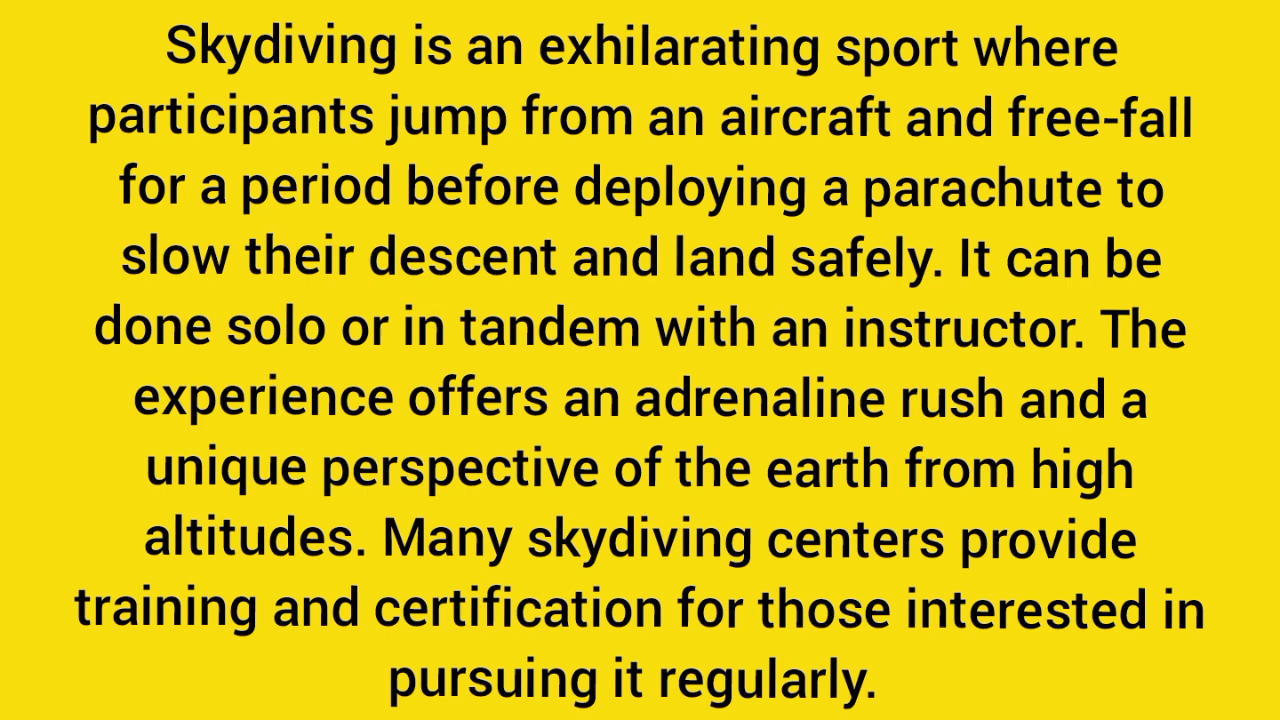 Skydiving is an exhilarating sport where
participants jump from an aircraft and free-fall
for a period before deploying a parachute to
slow their descent and land safely. It can be
done solo or in tandem with an instructor. The
experience offers an adrenaline rush and a
unique perspective of the earth from high
altitudes. Many skydiving centers provide
training and certification for those interested in
pursuing it regularly.